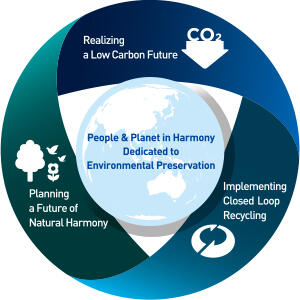 Realizing
a Low Carbon Future
CO2
People & Planet in Harmony
Dedicated to
Environmental Preservation
Planning
a Future of
Natural Harmony
Implementing
Closed Loop
Recycling